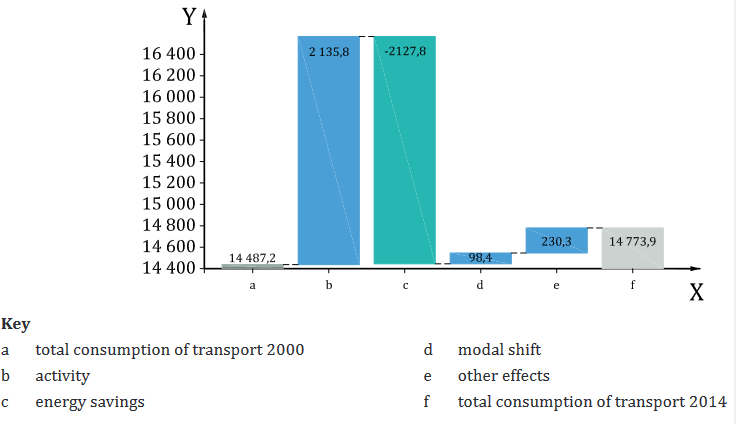 Y
16 400
16 200
16 000
15 800
15 600
15 400
15 200
15 000
14 800
14 600
14 400
14 487,2
2 135,8
-2127,8
98,4
230,3
14 773,9
a b c d e f
X
Key
a total consumption of transport 2000
b activity
c energy savings
d modal shift
e other effects
f total consumption of transport 2014